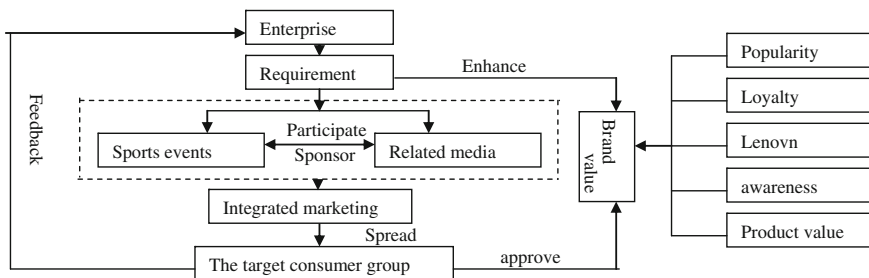 Enterprise
Requirement
Enhance
Feedback
Participate
Sponsor
Sports events
Related media
Integrated marketing
Spread
The target consumer group
approve
Brand
value
Popularity
Loyalty
Lenovn
awareness
Product value